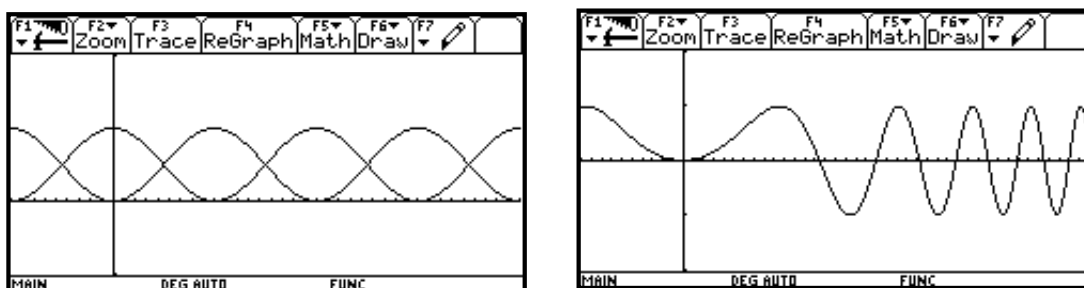 F1 F2 F3 F4 F5 F6 F7
Zoom Trace ReGraph Math Draw
MAIN DEG AUTO FUNC
F1 F2 F3 F4 F5 F6 F7
Zoom Trace ReGraph Math Draw
MAIN DEG AUTO FUNC